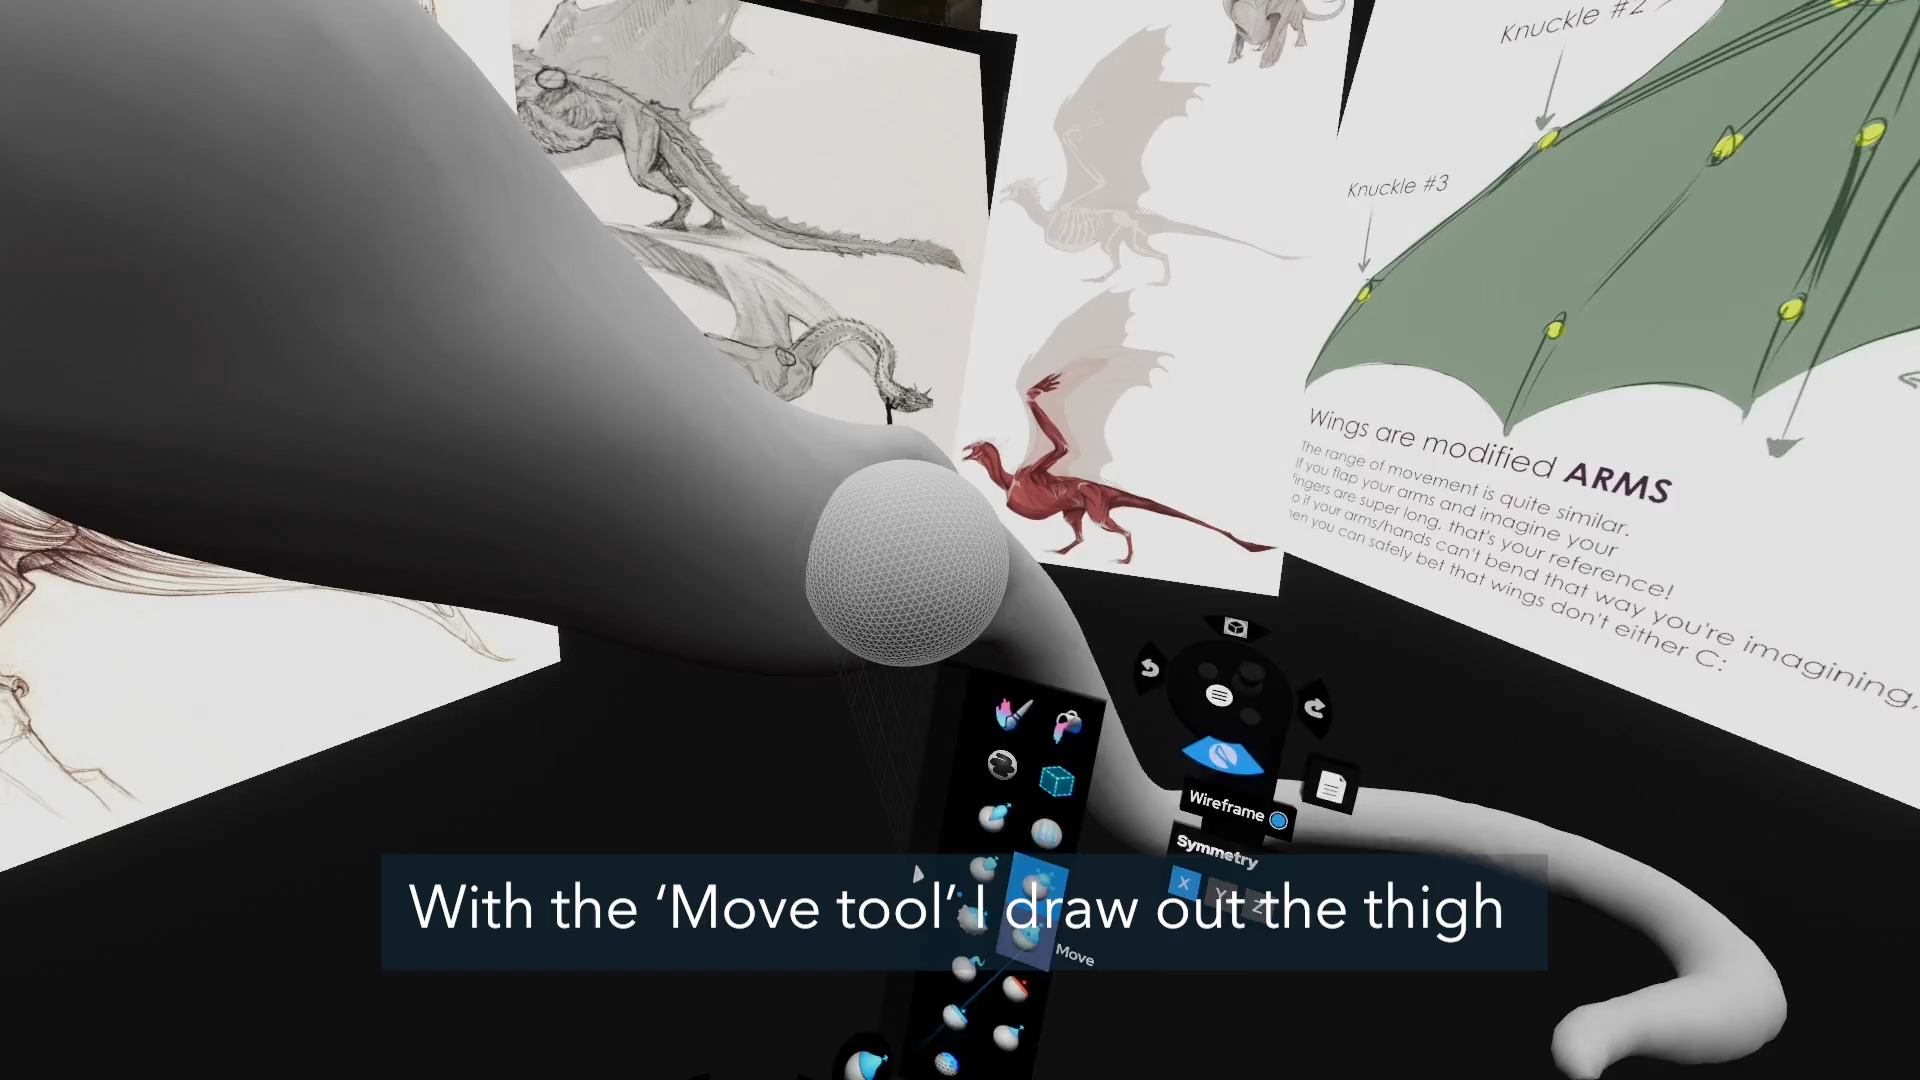 Knuckle #2
Knuckle #3
Wings are modified ARMS
The range of movement is quite similar.
If you flap your arms and imagine your
fingers are super long, that's your reference!
o if your arms/hands can't bend that way you're imagining,
hen you can safely bet that wings don't either C:
Wireframe
Symmetry
X Y Z
With the ‘Move tool’ I draw out the thigh
Move